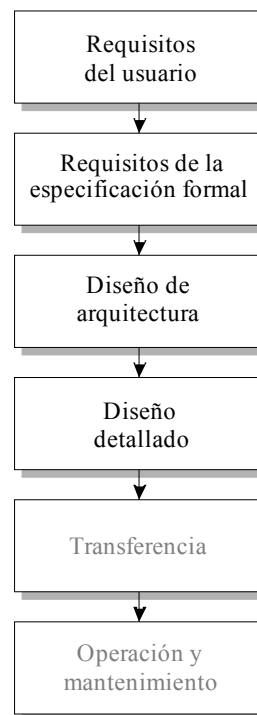 Requisitos
del usuario
Requisitos de la
especificación formal
Diseño de
arquitectura
Diseño
detallado
Transferencia
Operación y
mantenimiento